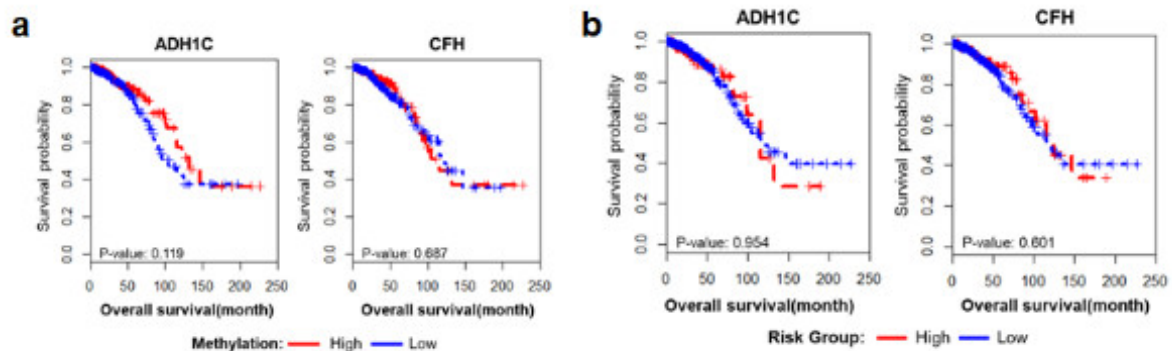 a
ADH1C
CFH
Survival probability
0.0 0.2 0.4 0.6 0.8 1.0
P-value: 0.119
0 50 100 150 200 250
Overall survival(month)
Survival probability
0.0 0.2 0.4 0.6 0.8 1.0
P-value: 0.687
0 50 100 150 200 250
Overall survival(month)
Methylation: High Low
b
ADH1C
CFH
Survival probability
0.0 0.2 0.4 0.6 0.8 1.0
P-value: 0.954
0 50 100 150 200 250
Overall survival(month)
Survival probability
0.0 0.2 0.4 0.6 0.8 1.0
P-value: 0.601
0 50 100 150 200 250
Overall survival(month)
Risk Group: High Low